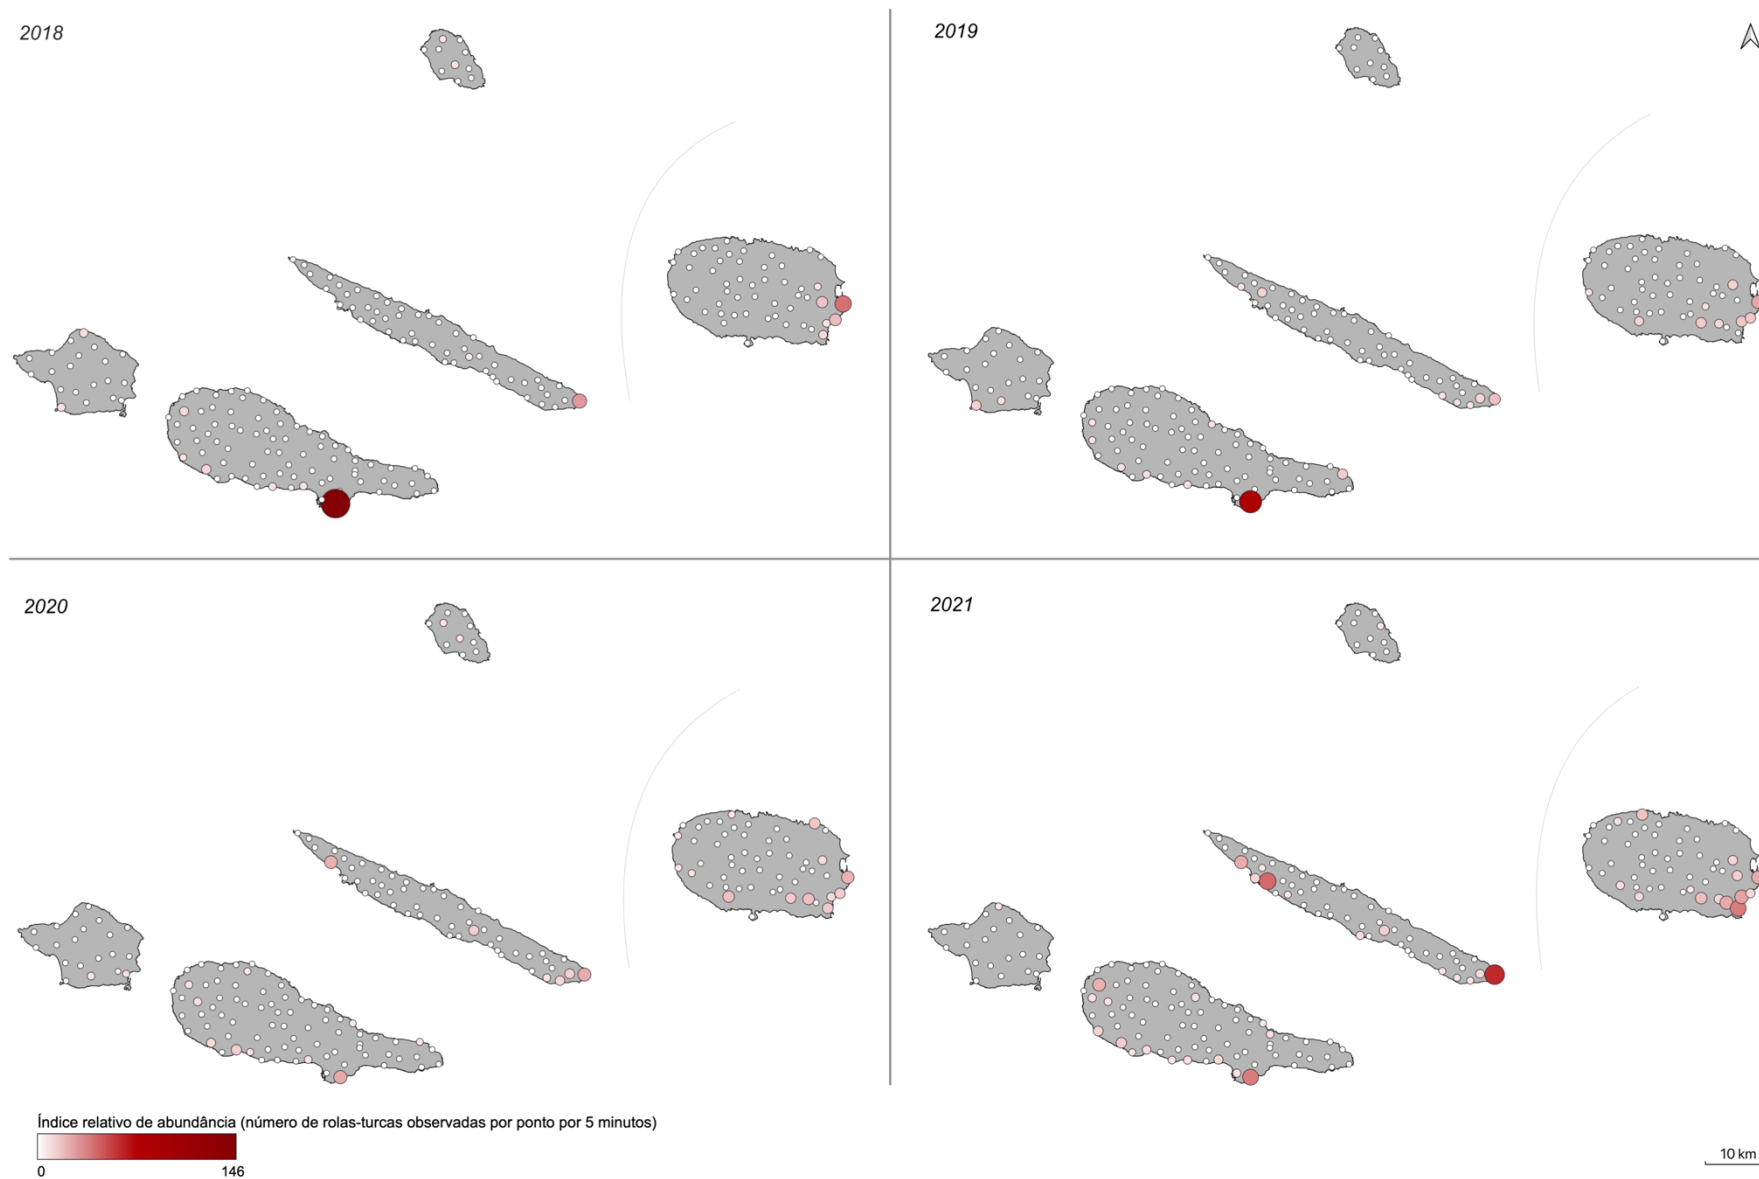 2018
2019
2020
2021
Índice relativo de abundância (número de rolas-turcas observadas por ponto por 5 minutos)
0 146
10 km